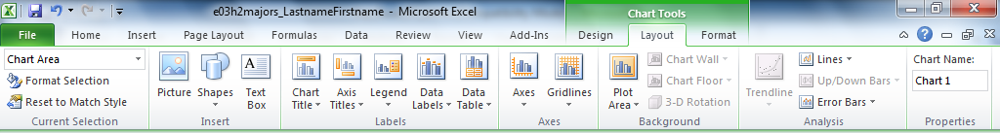 e03h2majors_LastnameFirstname - Microsoft Excel
Chart Tools
File Home Insert Page Layout Formulas Data Review View Add-Ins Design Layout Format
Chart Area
Format Selection
Reset to Match Style
Current Selection
Picture
Shapes
Text
Box
Insert
Chart
Title
Axis
Titles
Legend
Data
Labels
Data
Table
Labels
Axes
Gridlines
Axes
Plot
Area
Chart Wall
Chart Floor
3-D Rotation
Background
Trendline
Lines
Up/Down Bars
Error Bars
Analysis
Chart Name:
Chart 1
Properties